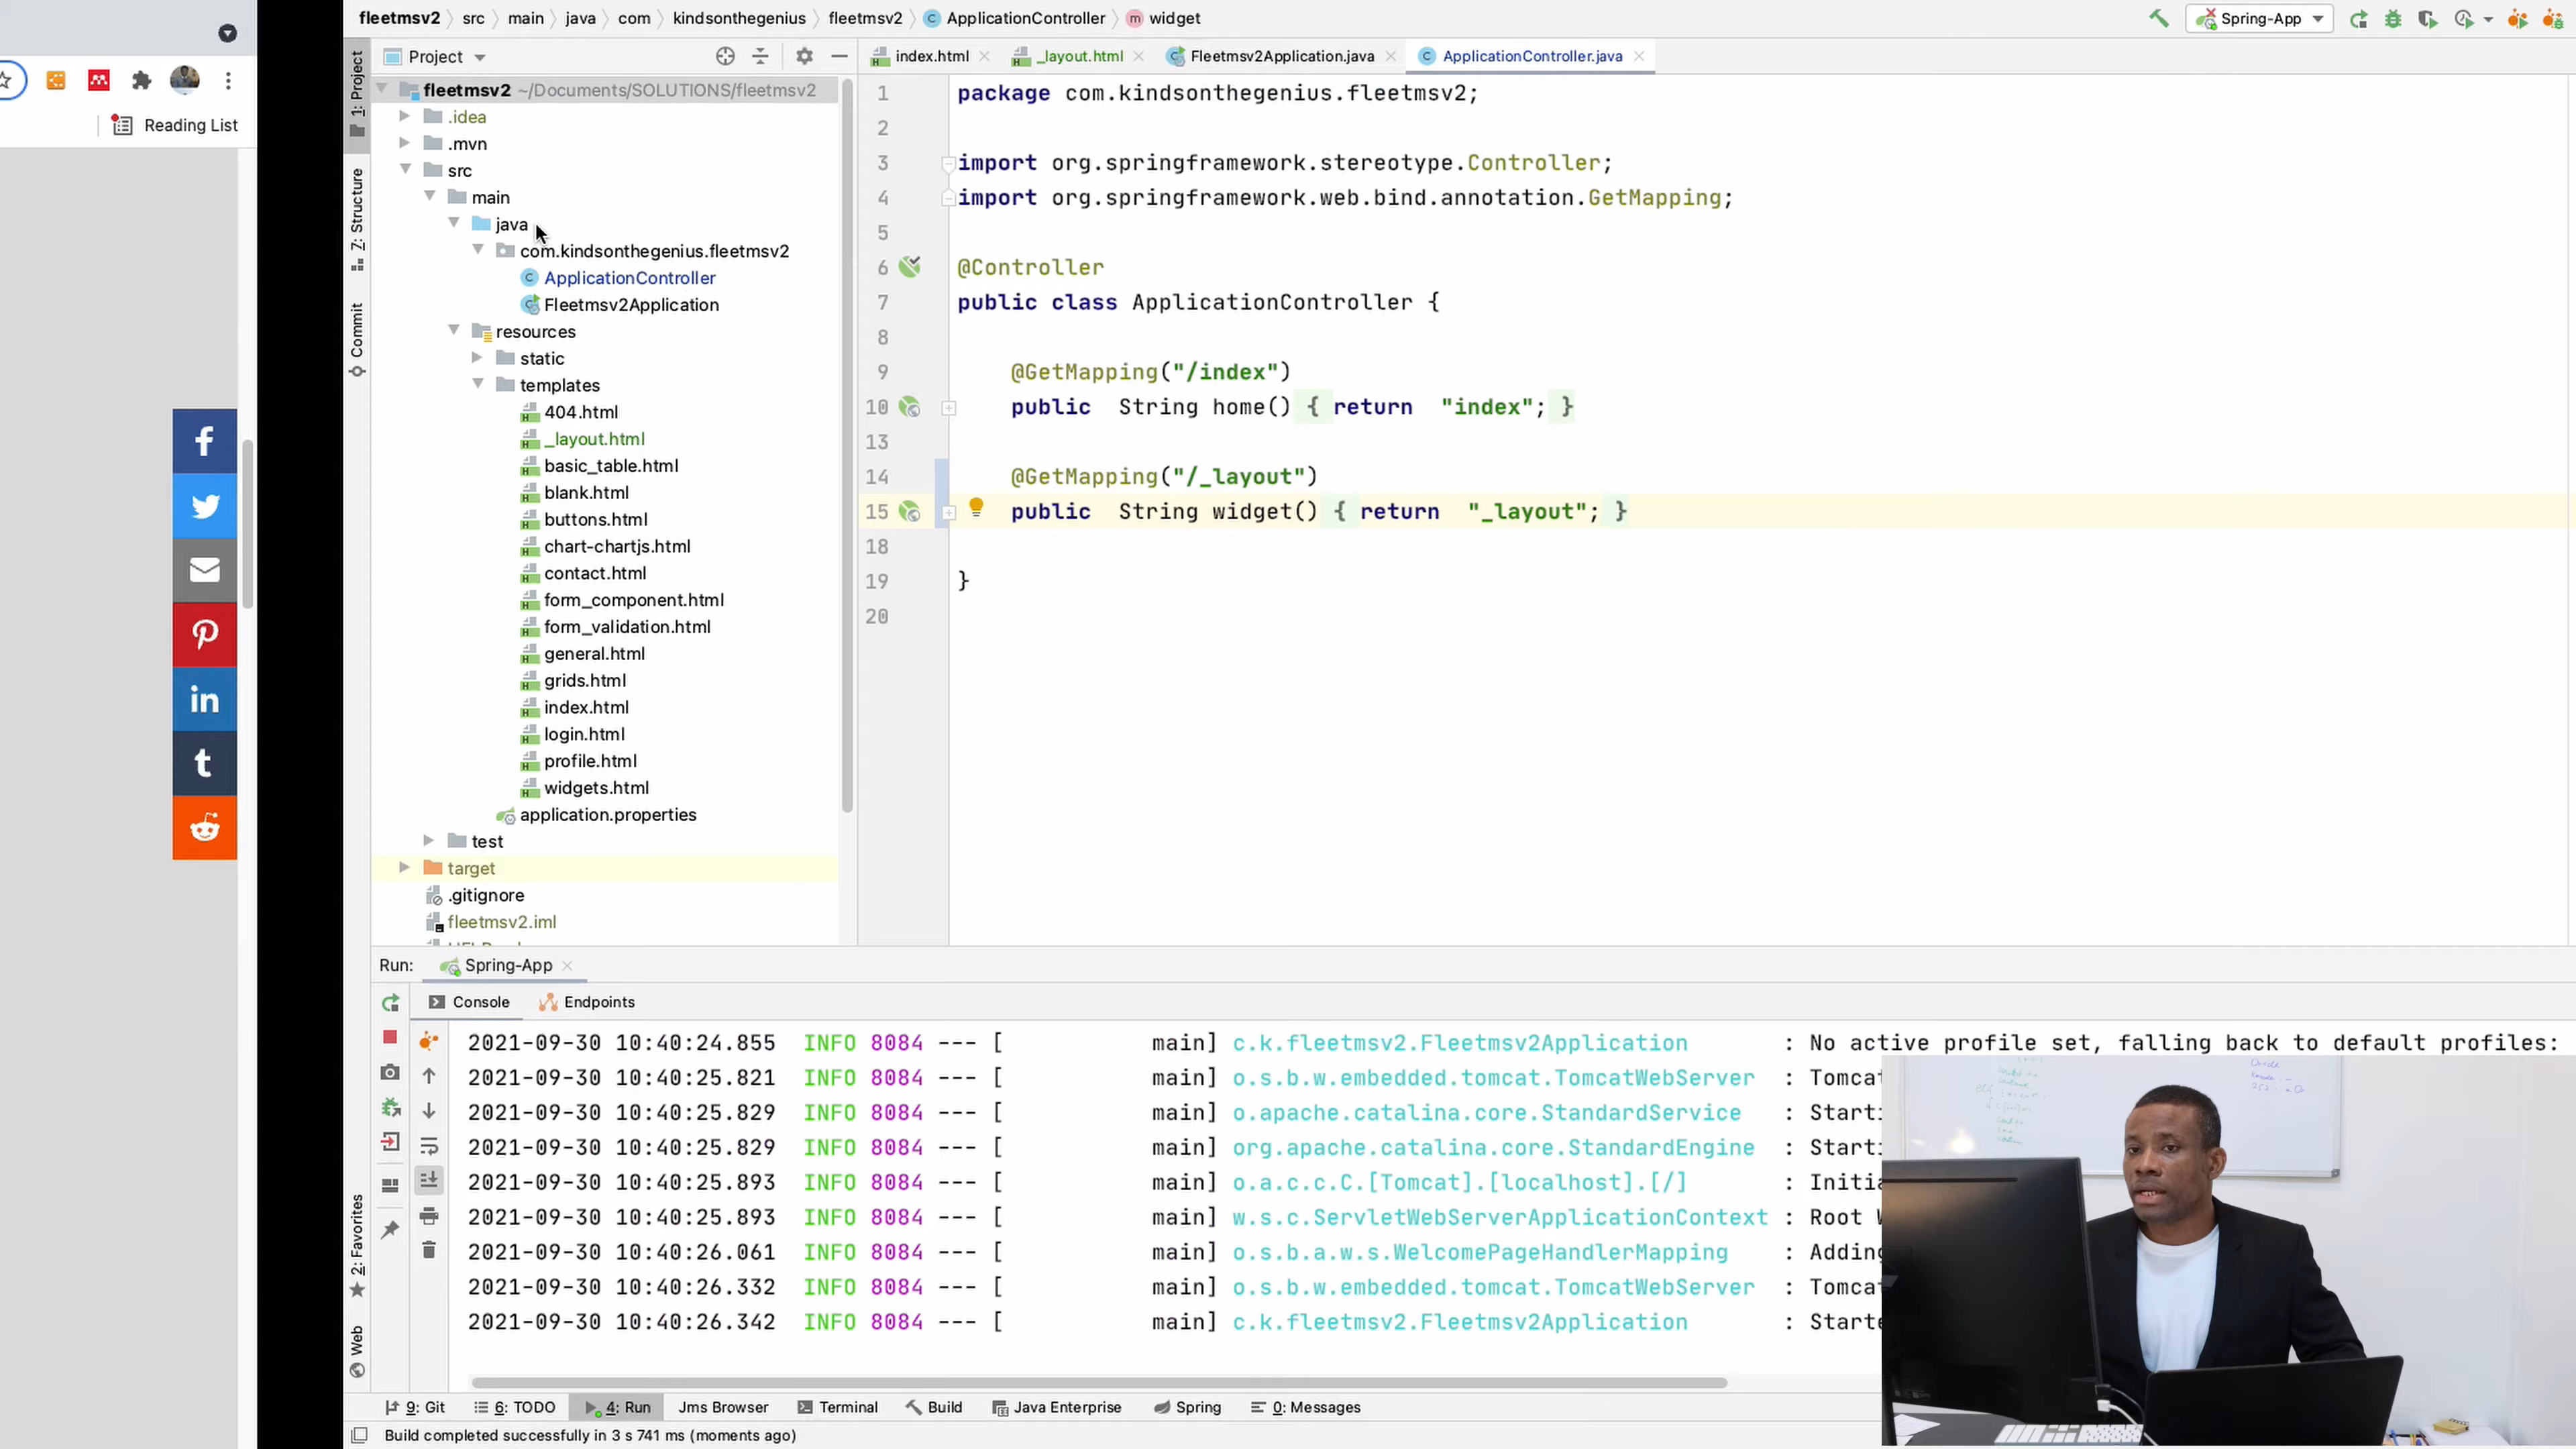 Reading List
fleetmsv2 src main java com kindsonthegenius fleetmsv2 ApplicationController widget
Spring-App
1: Project
Z: Structure
Commit
2: Favorites
Web
Project
fleetmsv2 ~/Documents/SOLUTIONS/fleetmsv2
.idea
.mvn
src
main
java
com.kindsonthegenius.fleetmsv2
ApplicationController
Fleetmsv2Application
resources
static
templates
404.html
_layout.html
basic_table.html
blank.html
buttons.html
chart-chartjs.html
contact.html
form_component.html
form_validation.html
general.html
grids.html
index.html
login.html
profile.html
widgets.html
application.properties
test
target
.gitignore
fleetmsv2.iml
index.html _layout.html Fleetmsv2Application.java ApplicationController.java
1 package com.kindsonthegenius.fleetmsv2;
2
3 import org.springframework.stereotype.Controller;
4 import org.springframework.web.bind.annotation.GetMapping;
5
6 @Controller
7 public class ApplicationController {
8
9 @GetMapping("/index")
10 public String home() { return "index"; }
13
14 @GetMapping("/_layout")
15 public String widget() { return "_layout"; }
18
19 }
20
Run: Spring-App
Console Endpoints
2021-09-30 10:40:24.855 INFO 8084 --- [ main] c.k.fleetmsv2.Fleetmsv2Application : No active profile set, falling back to default profiles:
2021-09-30 10:40:25.821 INFO 8084 --- [ main] o.s.b.w.embedded.tomcat.TomcatWebServer : Tomcat
2021-09-30 10:40:25.829 INFO 8084 --- [ main] o.apache.catalina.core.StandardService : Starti
2021-09-30 10:40:25.829 INFO 8084 --- [ main] org.apache.catalina.core.StandardEngine : Starti
2021-09-30 10:40:25.893 INFO 8084 --- [ main] o.a.c.c.C.[Tomcat].[localhost].[/] : Initia
2021-09-30 10:40:25.893 INFO 8084 --- [ main] w.s.c.ServletWebServerApplicationContext : Root W
2021-09-30 10:40:26.061 INFO 8084 --- [ main] o.s.b.a.w.s.WelcomePageHandlerMapping : Adding
2021-09-30 10:40:26.332 INFO 8084 --- [ main] o.s.b.w.embedded.tomcat.TomcatWebServer : Tomcat
2021-09-30 10:40:26.342 INFO 8084 --- [ main] c.k.fleetmsv2.Fleetmsv2Application : Starte
9: Git 6: TODO 4: Run Jms Browser Terminal Build Java Enterprise Spring 0: Messages
Build completed successfully in 3 s 741 ms (moments ago)